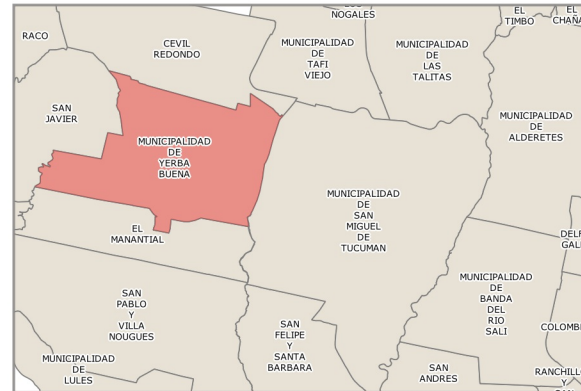 RACO
CEVIL
REDONDO
NOGALES
MUNICIPALIDAD
DE
TAFI
VIEJO
MUNICIPALIDAD
DE
LAS
TALITAS
EL
TIMBO
EL
SAN
JAVIER
MUNICIPALIDAD
DE
YERBA
BUENA
MUNICIPALIDAD
DE
ALDERETES
MUNICIPALIDAD
DE
SAN
MIGUEL
DE
TUCUMAN
EL
MANANTIAL
MUNICIPALIDAD
DE
BANDA
DEL
RIO
SALI
SAN
PABLO
Y
VILLA
NOUGUES
SAN
FELIPE
Y
SANTA
BARBARA
MUNICIPALIDAD
DE
LULES
SAN
ANDRES
Y